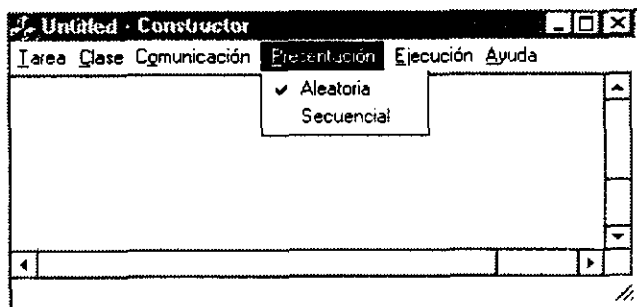 Untitled - Constructor
Tarea Clase Comunicación Presentación Ejecución Ayuda
✔ Aleatoria
Secuencial